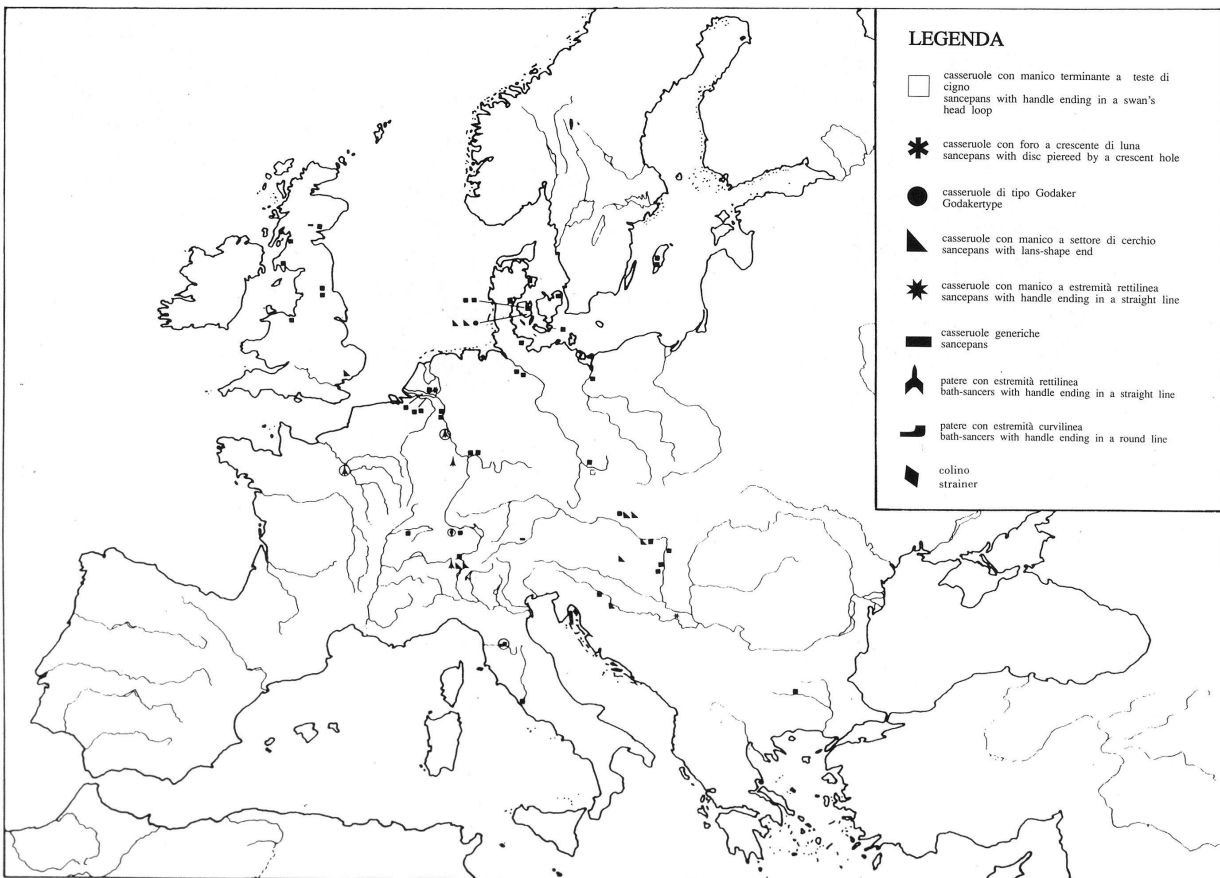 LEGENDA
casseruole con manico terminante a teste di
cigno
sancepans with handle ending in a swan's
head loop
casseruole con foro a crescente di luna
sancepans with disc piereed by a crescent hole
casseruole di tipo Godaker
Godakertype
casseruole con manico a settore di cerchio
sancepans with lans-shape end
casseruole con manico a estremità rettilinea
sancepans with handle ending in a straight line
casseruole generiche
sancepans
patere con estremità rettilinea
bath-sancers with handle ending in a straight line
patere con estremità curvilinea
bath-sancers with handle ending in a round line
colino
strainer